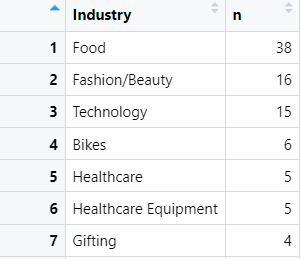 Industry n
1 Food 38
2 Fashion/Beauty 16
3 Technology 15
4 Bikes 6
5 Healthcare 5
6 Healthcare Equipment 5
7 Gifting 4